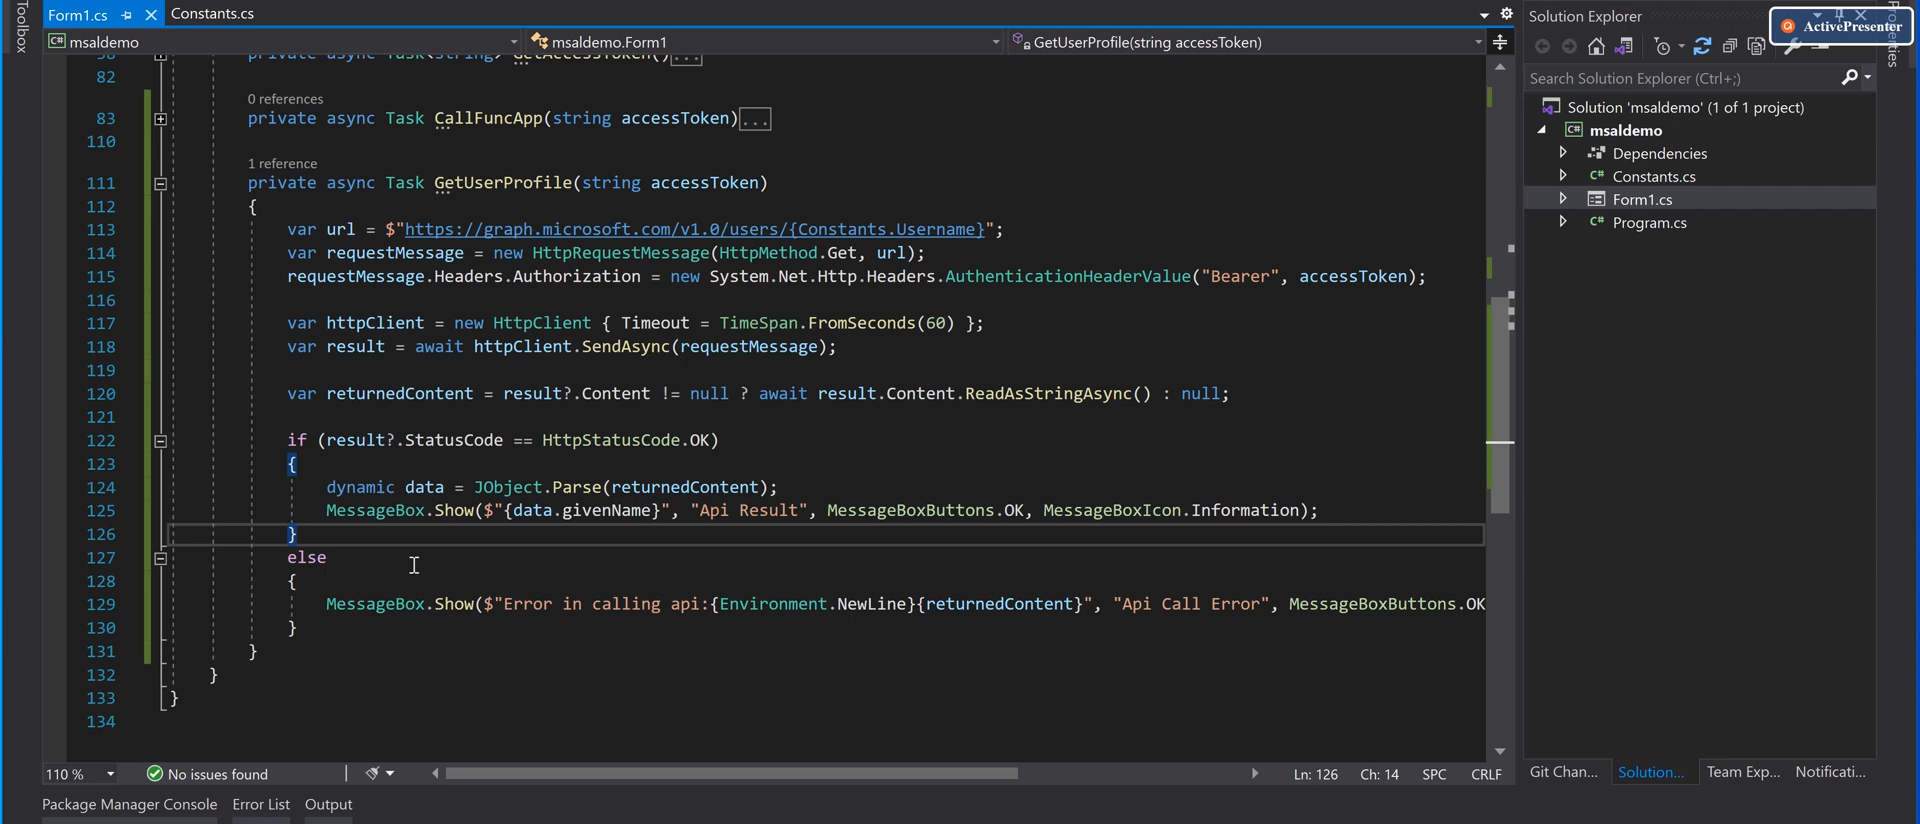 Toolbox
Form1.cs
Constants.cs
msaldemo
msaldemo.Form1
GetUserProfile(string accessToken)
private async Task<string> GetAccessToken()...
82
0 references
83 private async Task CallFuncApp(string accessToken)...
110
1 reference
111 private async Task GetUserProfile(string accessToken)
112 {
113 var url = $"https://graph.microsoft.com/v1.0/users/{Constants.Username}";
114 var requestMessage = new HttpRequestMessage(HttpMethod.Get, url);
115 requestMessage.Headers.Authorization = new System.Net.Http.Headers.AuthenticationHeaderValue("Bearer", accessToken);
116
117 var httpClient = new HttpClient { Timeout = TimeSpan.FromSeconds(60) };
118 var result = await httpClient.SendAsync(requestMessage);
119
120 var returnedContent = result?.Content != null ? await result.Content.ReadAsStringAsync() : null;
121
122 if (result?.StatusCode == HttpStatusCode.OK)
123 {
124 dynamic data = JObject.Parse(returnedContent);
125 MessageBox.Show($"{data.givenName}", "Api Result", MessageBoxButtons.OK, MessageBoxIcon.Information);
126 }
127 else
128 {
129 MessageBox.Show($"Error in calling api:{Environment.NewLine}{returnedContent}", "Api Call Error", MessageBoxButtons.OK
130 }
131 }
132 }
133 }
134
110 %
No issues found
Ln: 126 Ch: 14 SPC CRLF
Package Manager Console Error List Output
Solution Explorer
ActivePresenter
Search Solution Explorer (Ctrl+;)
Solution 'msaldemo' (1 of 1 project)
msaldemo
Dependencies
Constants.cs
Form1.cs
Program.cs
Git Chan... Solution... Team Exp... Notificati...